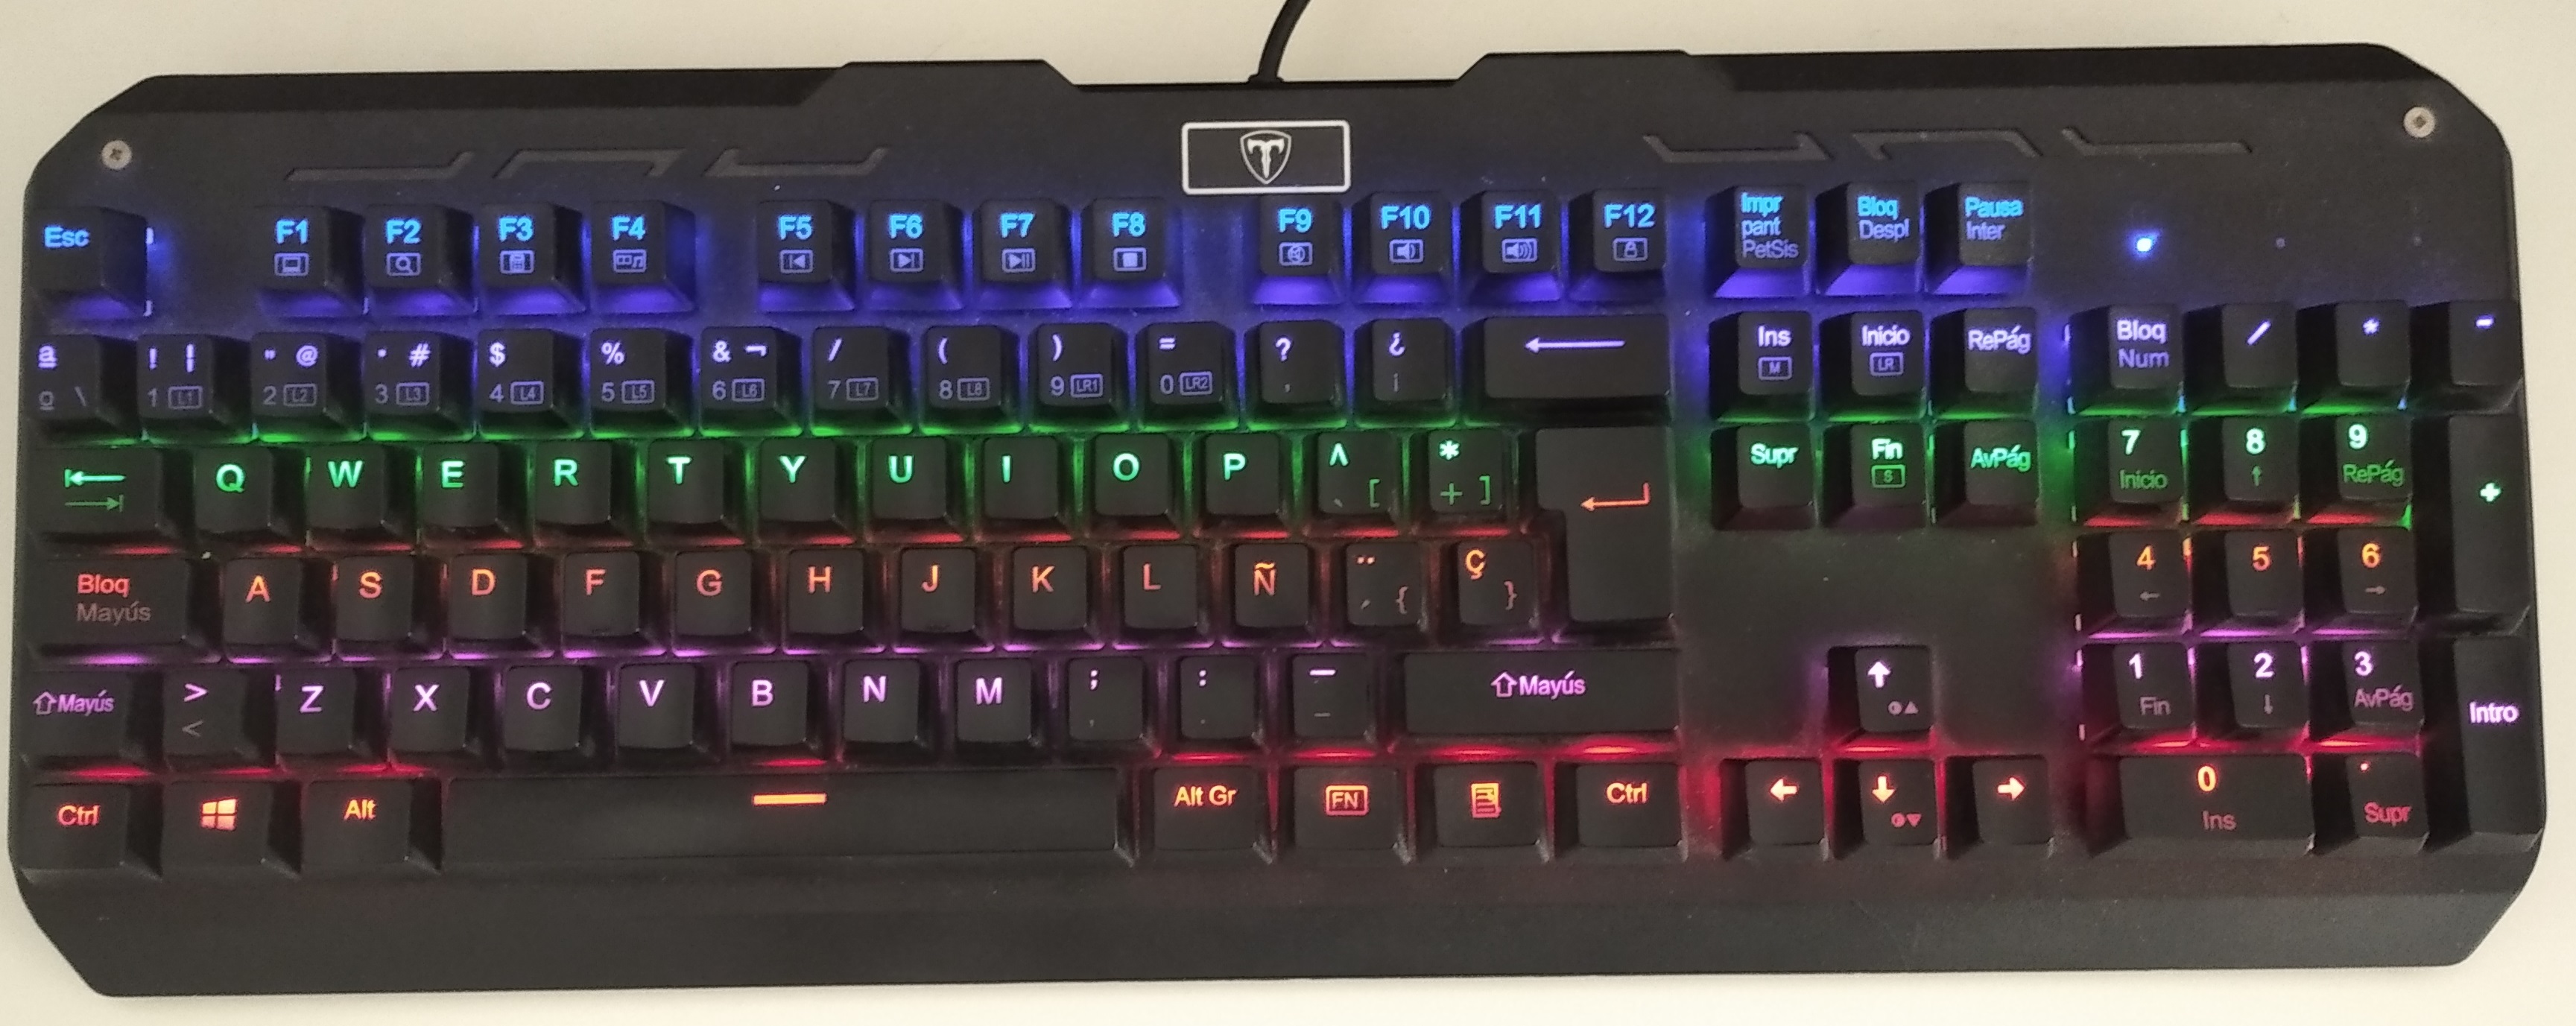 Esc F1 F2 F3 F4 F5 F6 F7 F8 F9 F10 F11 F12 Impr Bloq Pausa
pant Despl Inter
PetSis
ª ! ¦ " @ · # $ % & ¬ / ( ) = ? ¿ Ins Inicio RePág Bloq / * -
º \ 1 L1 2 L2 3 L3 4 L4 5 L5 6 L6 7 L7 8 L8 9 LR1 0 LR2 ' ¡ M LR Num
Q W E R T Y U I O P ^ * Supr Fin AvPág 7 8 9 +
` [ + ] S Inicio ↑ RePág
Bloq A S D F G H J K L Ñ ¨ Ç 4 5 6
Mayús ´ { } ← →
⇧Mayús > Z X C V B N M ; : — ⇧Mayús ↑ 1 2 3 Intro
< , . _ Fin ↓ AvPág
Ctrl Alt Alt Gr FN Ctrl ← ↓ → 0 .
Ins Supr